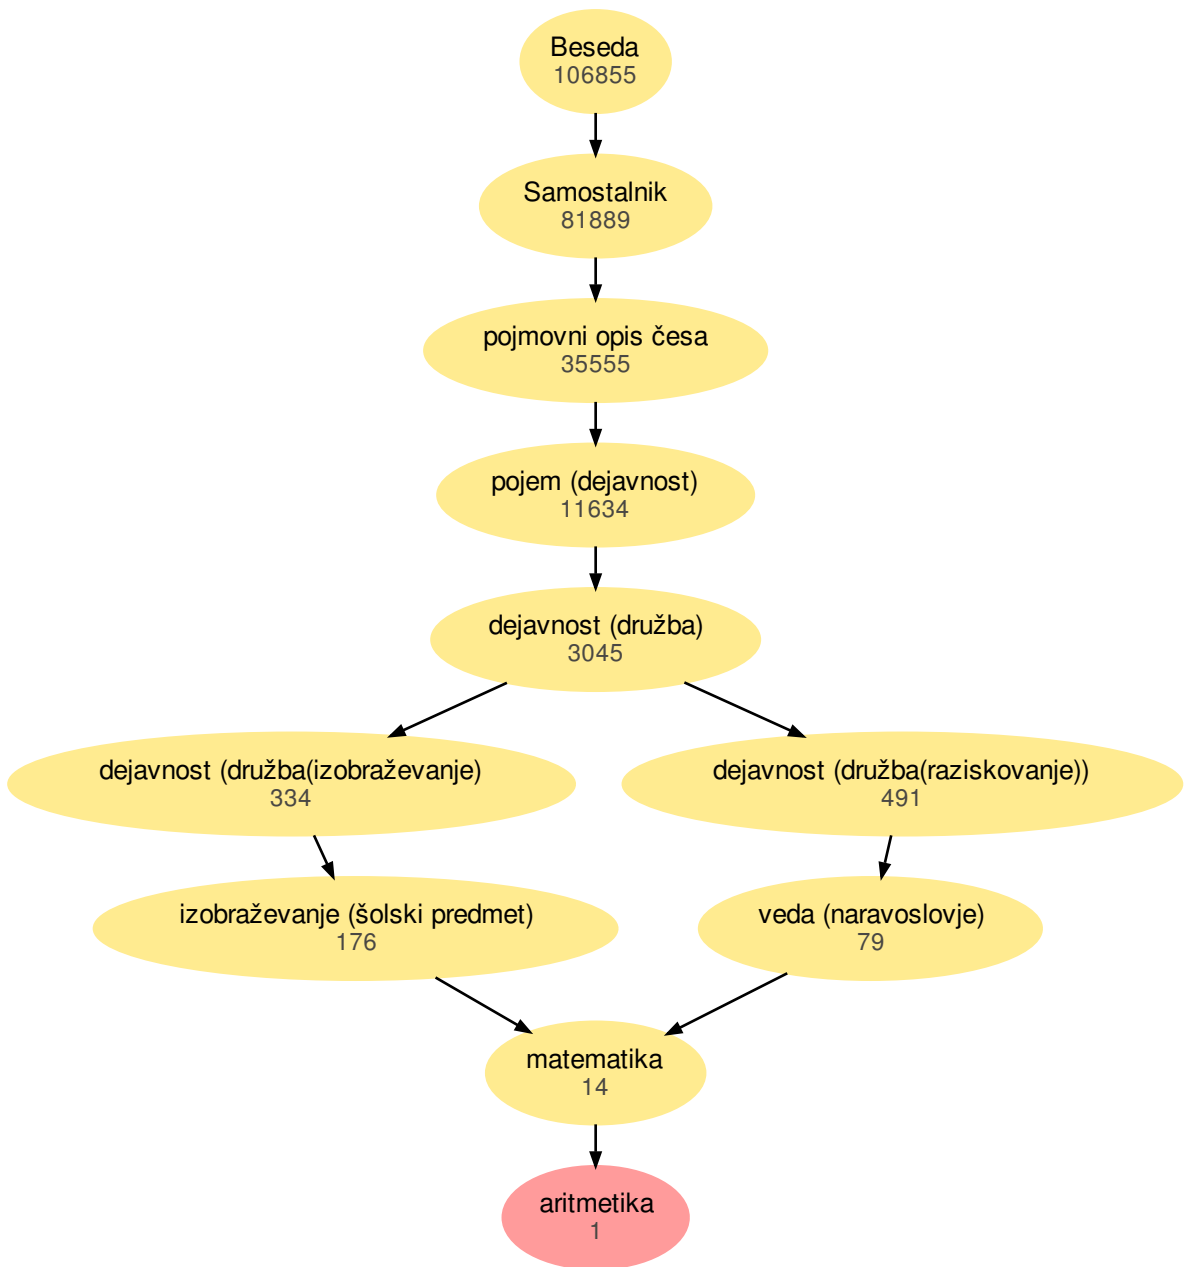 Beseda
106855
Samostalnik
81889
pojmovni opis česa
35555
pojem (dejavnost)
11634
dejavnost (družba)
3045
dejavnost (družba(izobraževanje)
334
dejavnost (družba(raziskovanje))
491
izobraževanje (šolski predmet)
176
veda (naravoslovje)
79
matematika
14
aritmetika
1